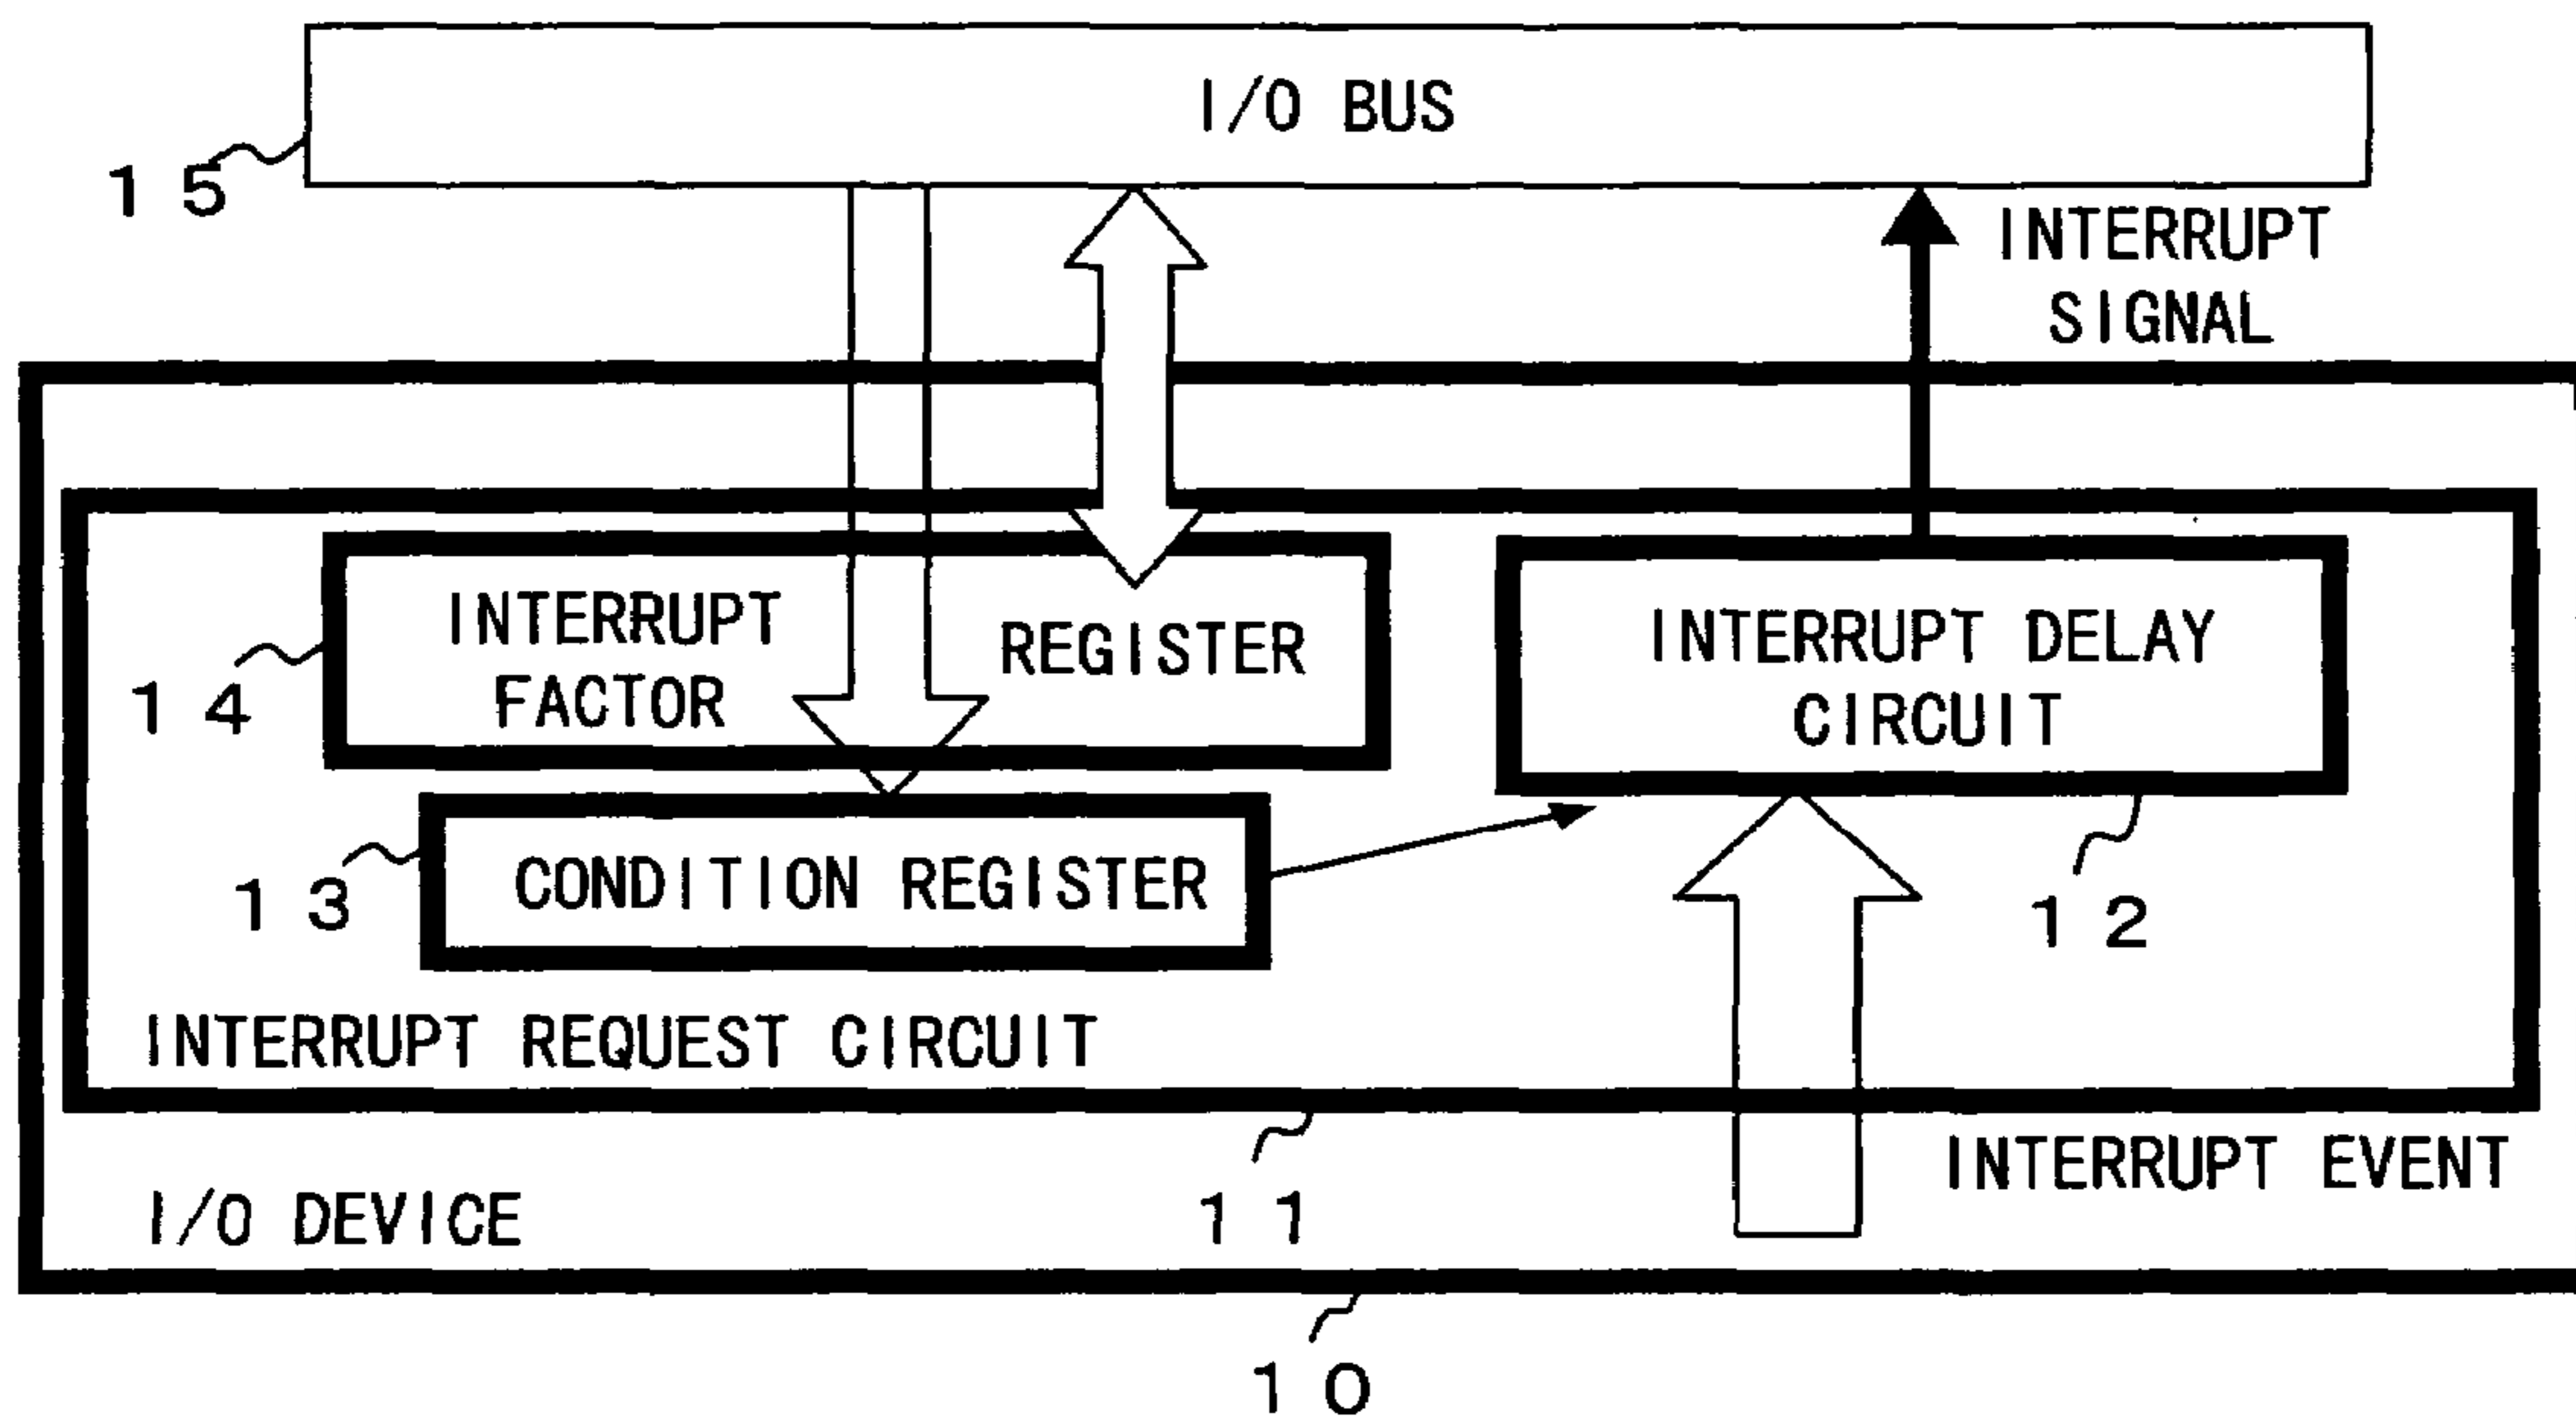 I/O BUS
15
INTERRUPT
SIGNAL
INTERRUPT
FACTOR
REGISTER
14
INTERRUPT DELAY
CIRCUIT
CONDITION REGISTER
13
12
INTERRUPT REQUEST CIRCUIT
11
INTERRUPT EVENT
I/O DEVICE
10